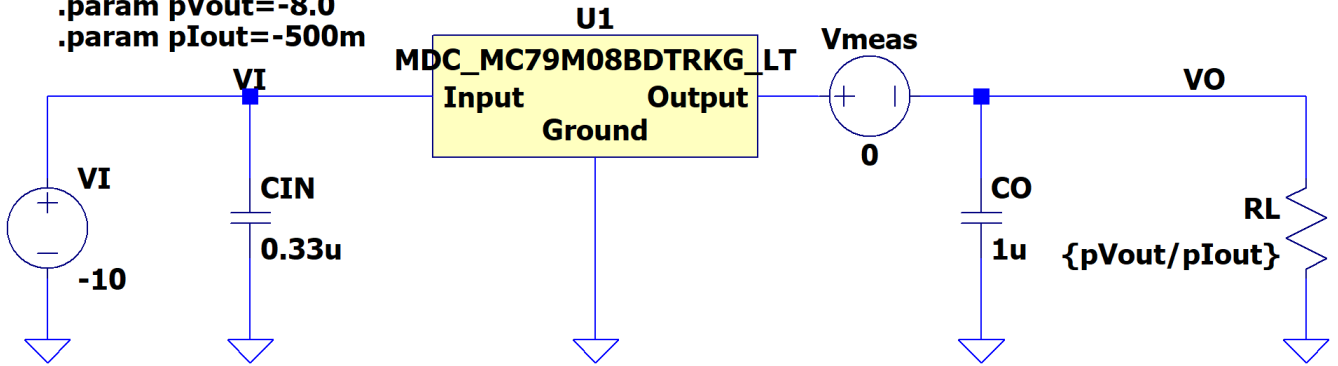 .param pVout=-8.0
.param pIout=-500m
U1
MDC_MC79M08BDTRKG_LT
Vmeas
VI
Input
Output
VO
Ground
0
VI
CIN
CO
RL
0.33u
1u
{pVout/pIout}
-10